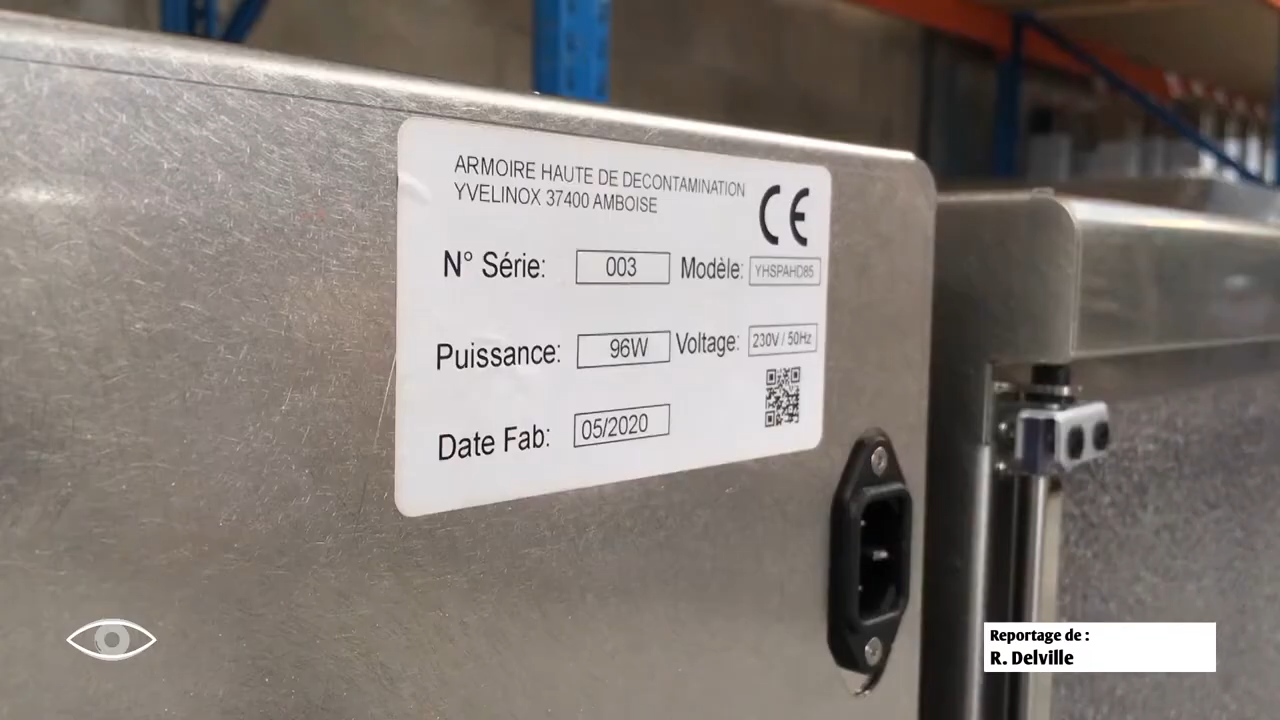 ARMOIRE HAUTE DE DECONTAMINATION
YVELINOX 37400 AMBOISE
CE
N° Série: 003 Modèle: YHSPAHD85
Puissance: 96W Voltage: 230V / 50Hz
Date Fab: 05/2020
Reportage de :
R. Delville